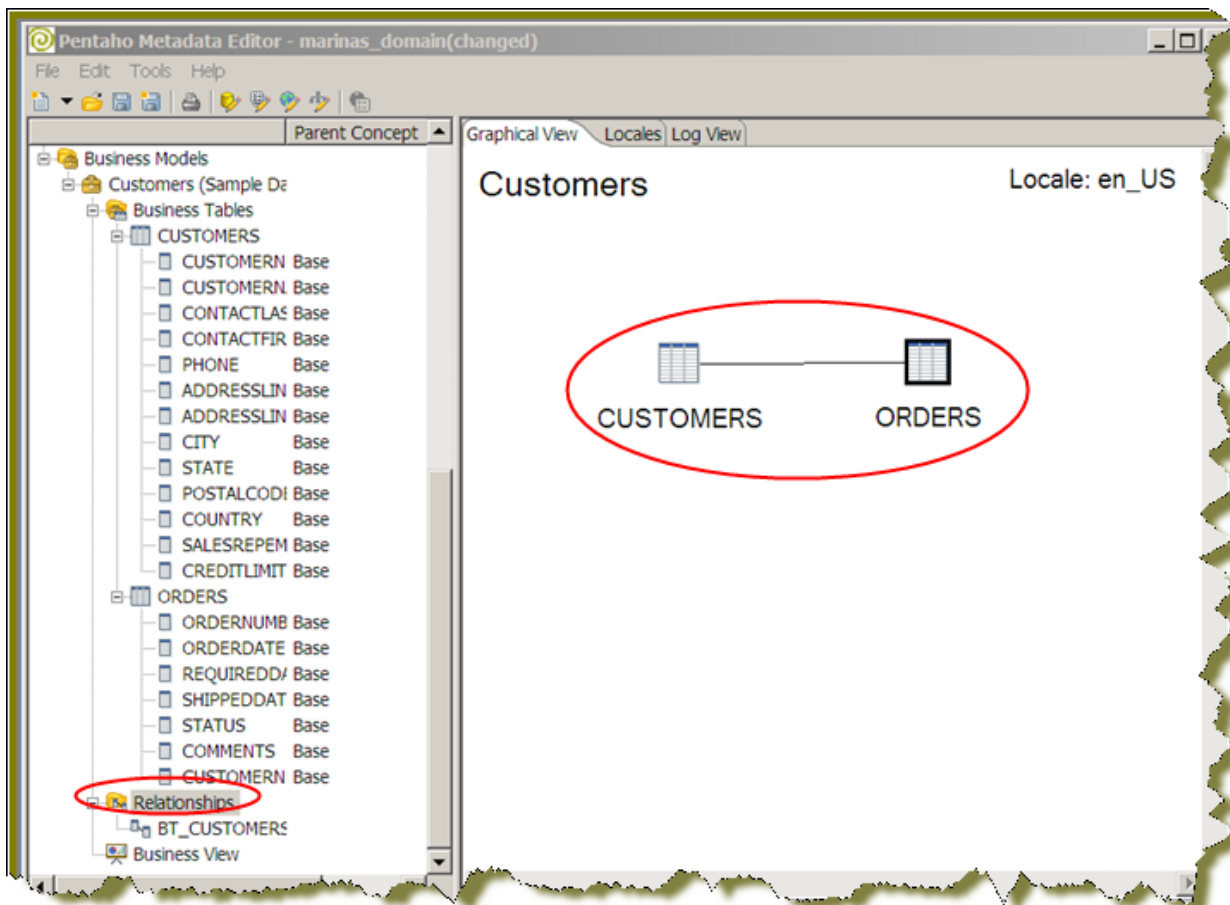 Pentaho Metadata Editor - marinas_domain(changed)
File Edit Tools Help
Parent Concept
Business Models
Customers (Sample Da
Business Tables
CUSTOMERS
CUSTOMERN Base
CUSTOMERN. Base
CONTACTLAS Base
CONTACTFIR Base
PHONE Base
ADDRESSLIN Base
ADDRESSLIN Base
CITY Base
STATE Base
POSTALCODE Base
COUNTRY Base
SALESREPEM Base
CREDITLIMIT Base
ORDERS
ORDERNUMB Base
ORDERDATE Base
REQUIREDDA Base
SHIPPEDDAT Base
STATUS Base
COMMENTS Base
CUSTOMERN Base
Relationships
BT_CUSTOMERS
Business View
Graphical View Locales Log View
Customers
Locale: en_US
CUSTOMERS ORDERS